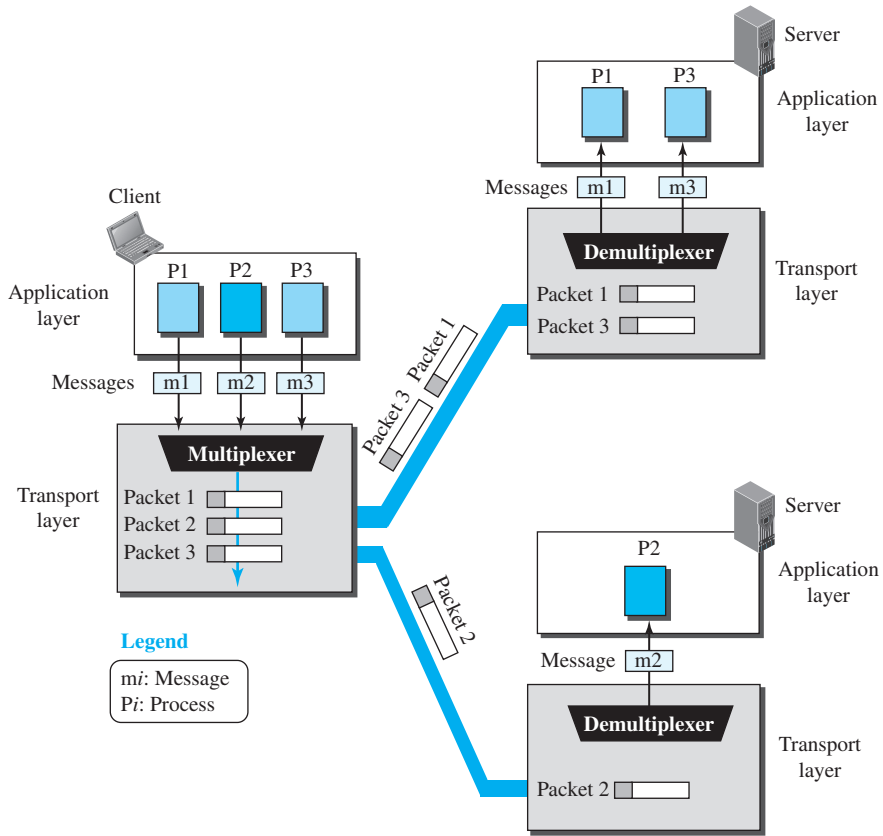 Server
P1 P3
Application
layer
Messages m1 m3
Demultiplexer
Transport
layer
Packet 1
Packet 3
Client
P1 P2 P3
Application
layer
Messages m1 m2 m3
Multiplexer
Transport
layer
Packet 1
Packet 2
Packet 3
Packet 1
Packet 3
Packet 2
Server
P2
Application
layer
Message m2
Demultiplexer
Transport
layer
Packet 2
Legend
mi: Message
Pi: Process